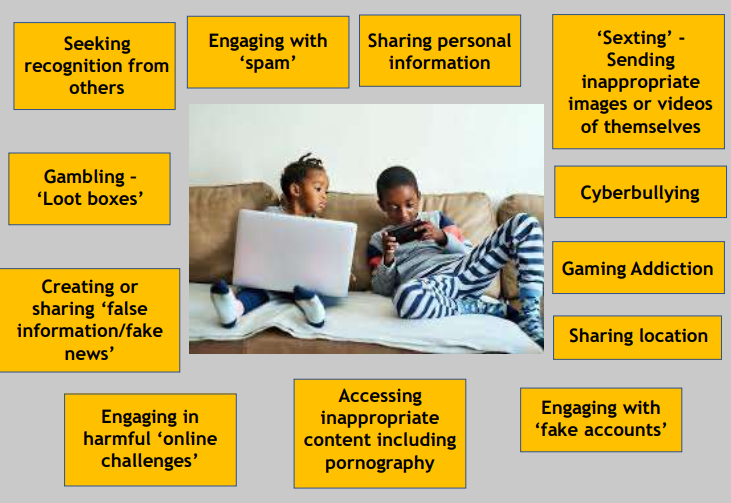 Seeking
recognition from
others
Engaging with
‘spam’
Sharing personal
information
‘Sexting’ -
Sending
inappropriate
images or videos
of themselves
Gambling –
‘Loot boxes’
Cyberbullying
Gaming Addiction
Creating or
sharing ‘false
information/fake
news’
Sharing location
Engaging in
harmful ‘online
challenges’
Accessing
inappropriate
content including
pornography
Engaging with
‘fake accounts’